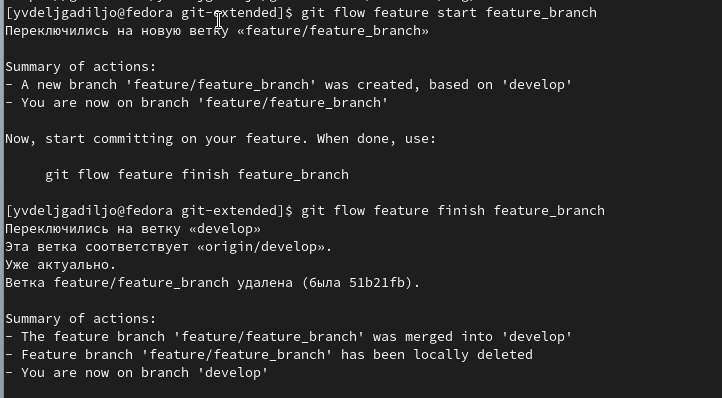 [yvdeljgadiljo@fedora git-extended]$ git flow feature start feature_branch
Переключились на новую ветку «feature/feature_branch»
Summary of actions:
- A new branch 'feature/feature_branch' was created, based on 'develop'
- You are now on branch 'feature/feature_branch'
Now, start committing on your feature. When done, use:
git flow feature finish feature_branch
[yvdeljgadiljo@fedora git-extended]$ git flow feature finish feature_branch
Переключились на ветку «develop»
Эта ветка соответствует «origin/develop».
Уже актуально.
Ветка feature/feature_branch удалена (была 51b21fb).
Summary of actions:
- The feature branch 'feature/feature_branch' was merged into 'develop'
- Feature branch 'feature/feature_branch' has been locally deleted
- You are now on branch 'develop'